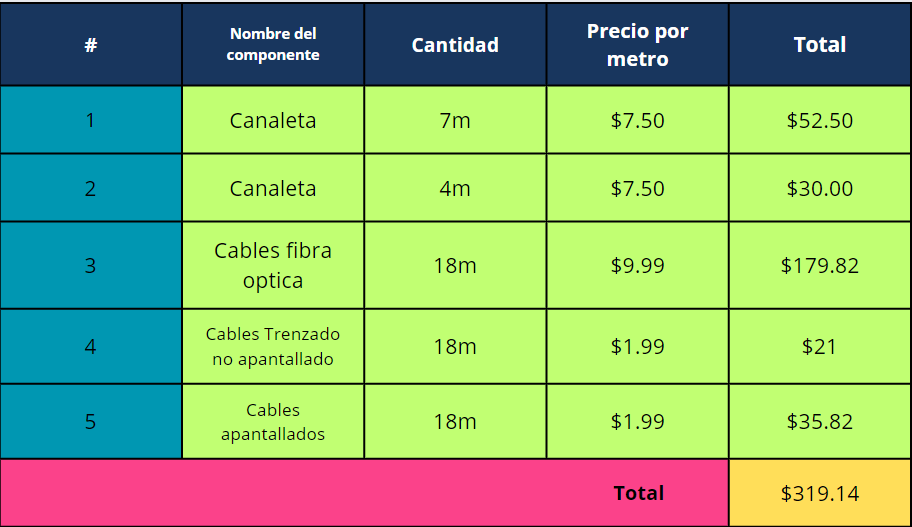 # Nombre del componente Cantidad Precio por metro Total
1 Canaleta 7m $7.50 $52.50
2 Canaleta 4m $7.50 $30.00
3 Cables fibra optica 18m $9.99 $179.82
4 Cables Trenzado no apantallado 18m $1.99 $21
5 Cables apantallados 18m $1.99 $35.82
Total $319.14